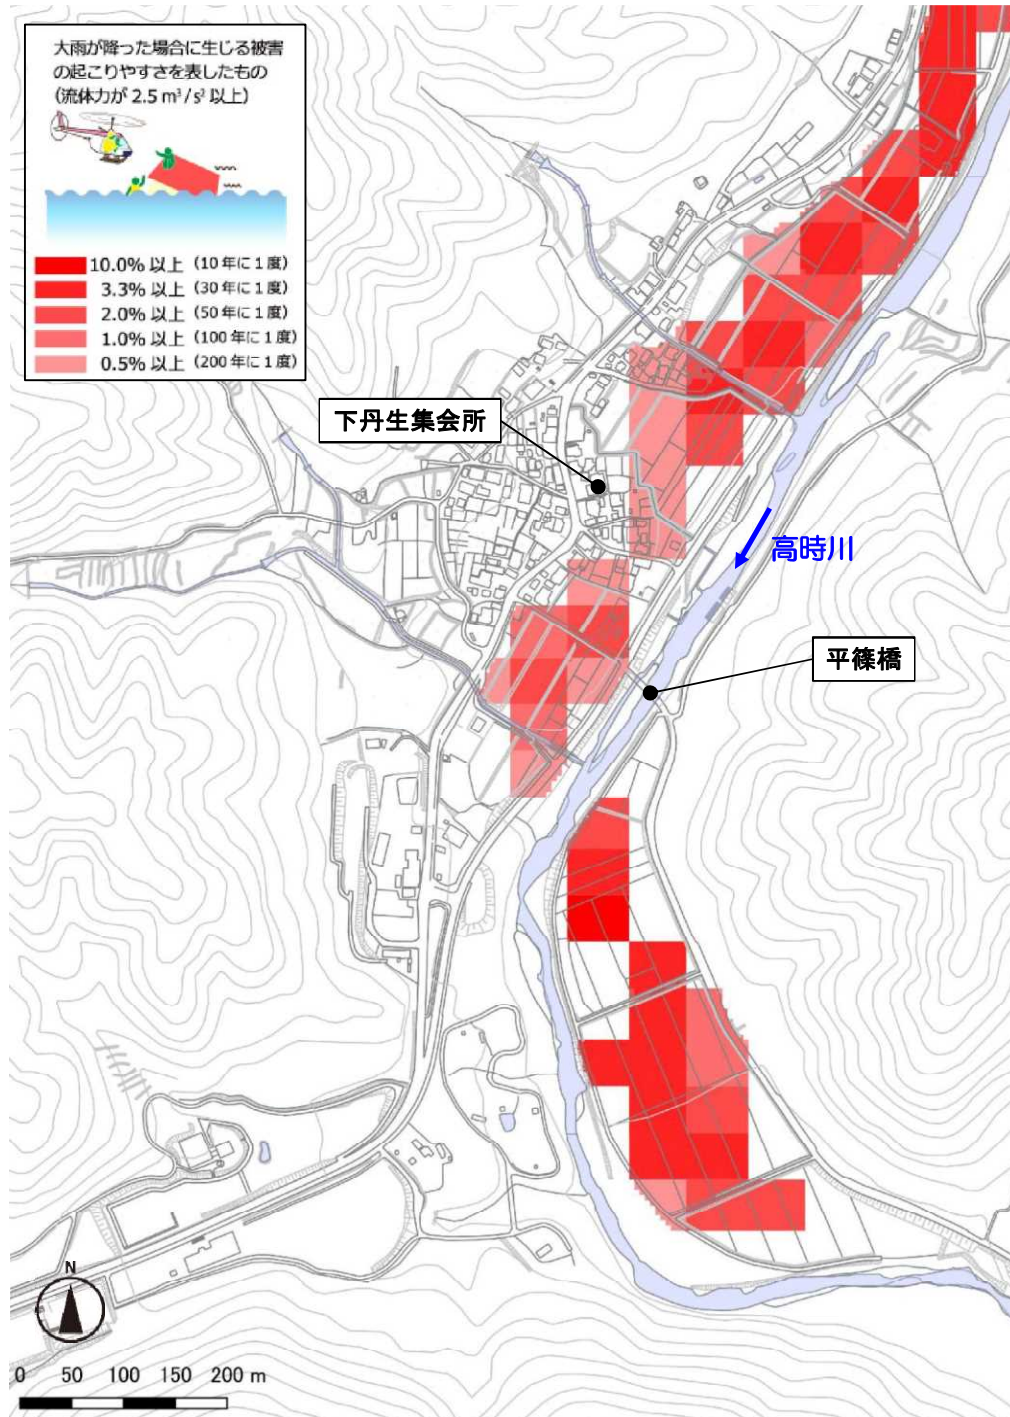 大雨が降った場合に生じる被害
の起こりやすさを表したもの
（流体力が 2.5 m³/s² 以上）
10.0% 以上 （10 年に 1 度）
3.3% 以上 （30 年に 1 度）
2.0% 以上 （50 年に 1 度）
1.0% 以上 （100 年に 1 度）
0.5% 以上 （200 年に 1 度）
下丹生集会所
高時川
平篠橋
N
0 50 100 150 200 m